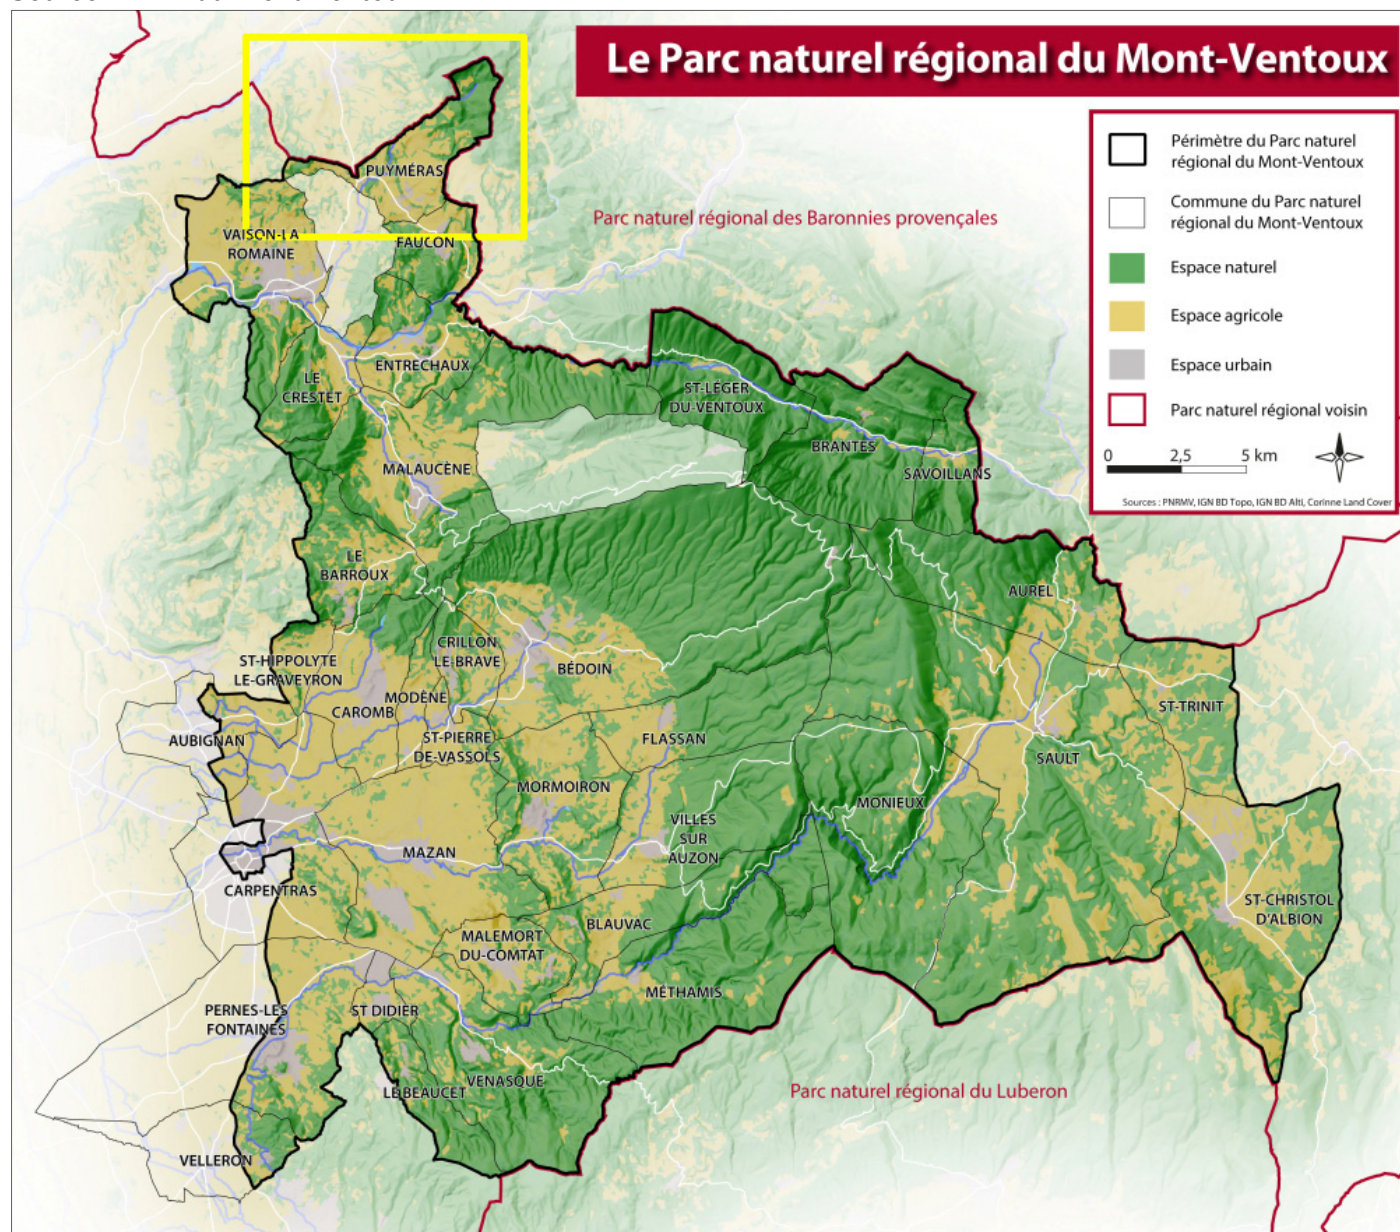 Le Parc naturel régional du Mont-Ventoux
Périmètre du Parc naturel
régional du Mont-Ventoux
Commune du Parc naturel
régional du Mont-Ventoux
Espace naturel
Espace agricole
Espace urbain
Parc naturel régional voisin
0 2,5 5 km
Sources : PNRMV, IGN BD Topo, IGN BD Alti, Corinne Land Cover
PUYMÉRAS
Parc naturel régional des Baronnies provençales
VAISON-LA
ROMAINE
FAUCON
ENTRECHAUX
LE
CRESTET
ST-LÉGER
DU-VENTOUX
BRANTES
MALAUCÈNE
SAVOILLANS
LE
BARROUX
AUREL
CRILLON
LE-BRAVE
ST-HIPPOLYTE
LE-GRAVEYRON
BÉDOIN
MODÈNE
CAROMB
ST-TRINIT
AUBIGNAN
ST-PIERRE
DE-VASSOLS
FLASSAN
SAULT
MORMOIRON
MONIEUX
VILLES
SUR
AUZON
MAZAN
CARPENTRAS
ST-CHRISTOL
D'ALBION
BLAUVAC
MALEMORT
DU-COMTAT
MÉTHAMIS
PERNES-LES
FONTAINES
ST DIDIER
LE BEAUCET
VENASQUE
Parc naturel régional du Luberon
VELLERON